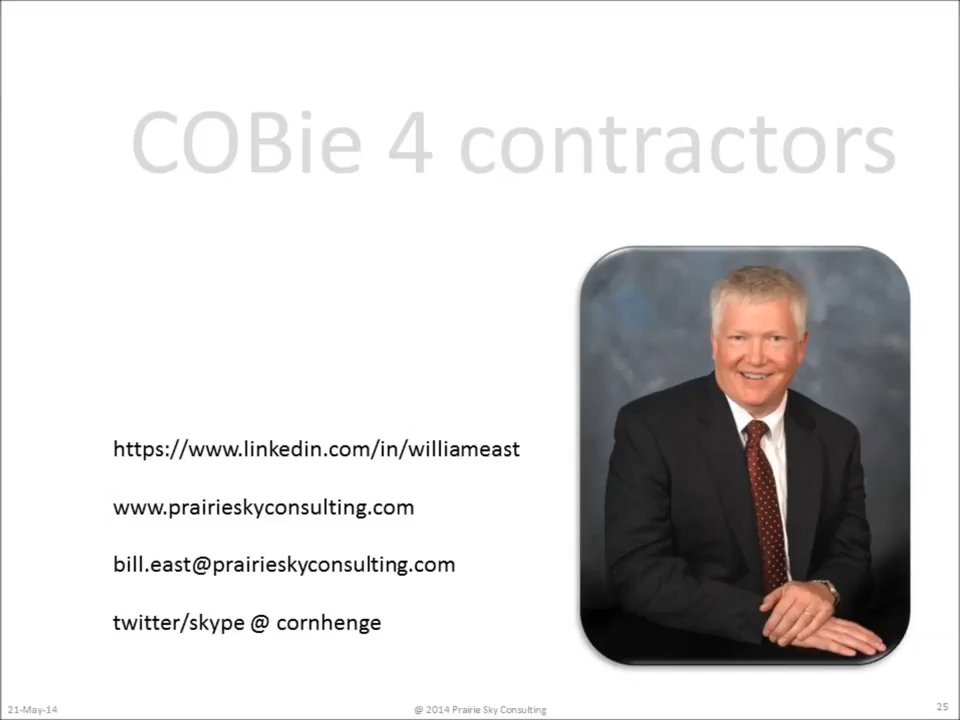 COBie 4 contractors
https://www.linkedin.com/in/williameast
www.prairieskyconsulting.com
bill.east@prairieskyconsulting.com
twitter/skype @ cornhenge
21-May-14
@ 2014 Prairie Sky Consulting
25